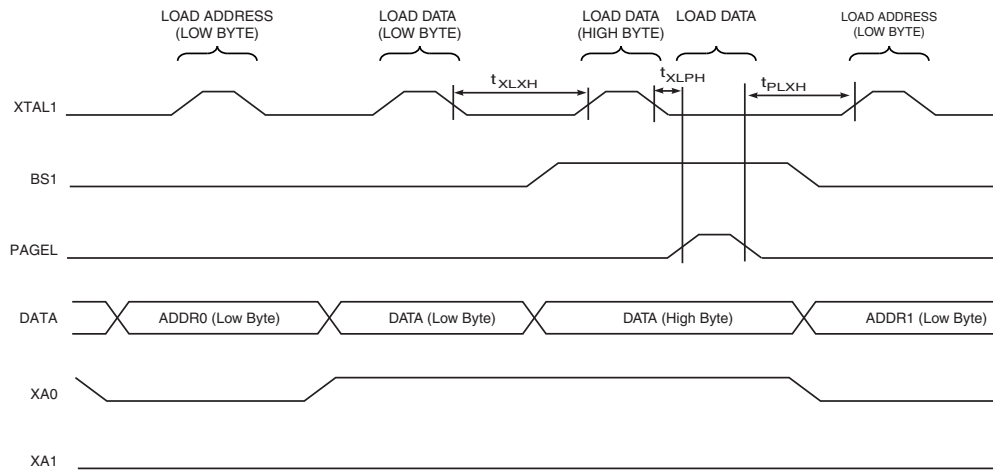 LOAD ADDRESS
(LOW BYTE)
LOAD DATA
(LOW BYTE)
LOAD DATA
(HIGH BYTE)
LOAD DATA
LOAD ADDRESS
(LOW BYTE)
tXLXH
tXLPH
tPLXH
XTAL1
BS1
PAGEL
DATA
ADDR0 (Low Byte)
DATA (Low Byte)
DATA (High Byte)
ADDR1 (Low Byte)
XA0
XA1